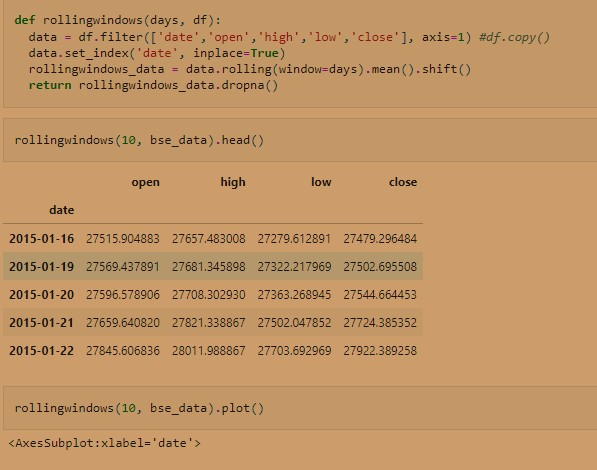 def rollingwindows(days, df):
data = df.filter(['date','open','high','low','close'], axis=1) #df.copy()
data.set_index('date', inplace=True)
rollingwindows_data = data.rolling(window=days).mean().shift()
return rollingwindows_data.dropna()
rollingwindows(10, bse_data).head()
open high low close
date
2015-01-16 27515.904883 27657.483008 27279.612891 27479.296484
2015-01-19 27569.437891 27681.345898 27322.217969 27502.695508
2015-01-20 27596.578906 27708.302930 27363.268945 27544.664453
2015-01-21 27659.640820 27821.338867 27502.047852 27724.385352
2015-01-22 27845.606836 28011.988867 27703.692969 27922.389258
rollingwindows(10, bse_data).plot()
<AxesSubplot:xlabel='date'>